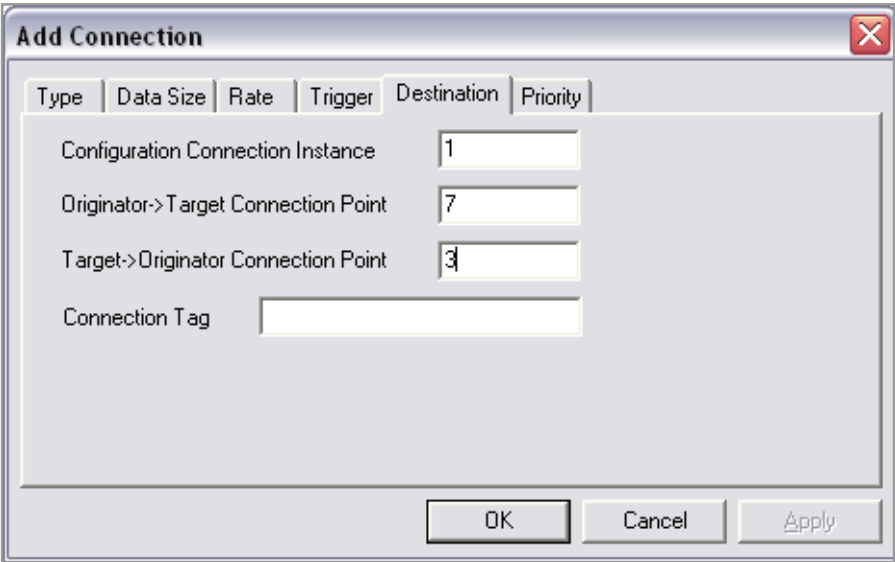 Add Connection
Type Data Size Rate Trigger Destination Priority
Configuration Connection Instance 1
Originator->Target Connection Point 7
Target->Originator Connection Point 3
Connection Tag
OK Cancel Apply